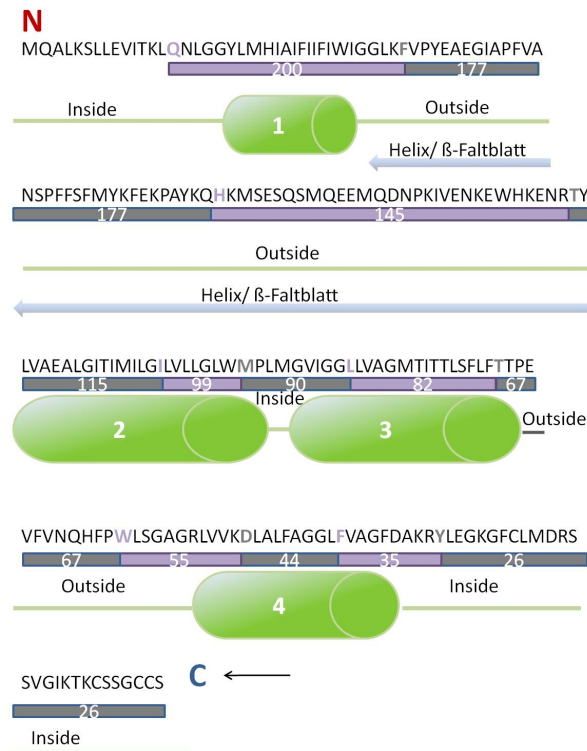 N
MQALKSLLEVITKLQNLGGYLMHIAIFIIFIWIGGLKFVPYEAEGIAPFVA
200 177
Inside 1 Outside
Helix/ ß-Faltblatt
NSPFFSFMYKFEKPAYKQHKMSESQSMQEEMQDNPKIVENKEWHKENRTY
177 145
Outside
Helix/ ß-Faltblatt
LVAEALGITIMILGILVLLGLWMPLMGVIGGLLVAGMTITTLSFLFTTPE
115 99 90 82 67
Inside
2 3 Outside
VFVNQHFPWLSGAGRLVVKDLALFAGGLFVAGFDAKRYLEGKGFCLMDRS
67 55 44 35 26
Outside 4 Inside
SVGIKTKCSSGCCS C
26
Inside